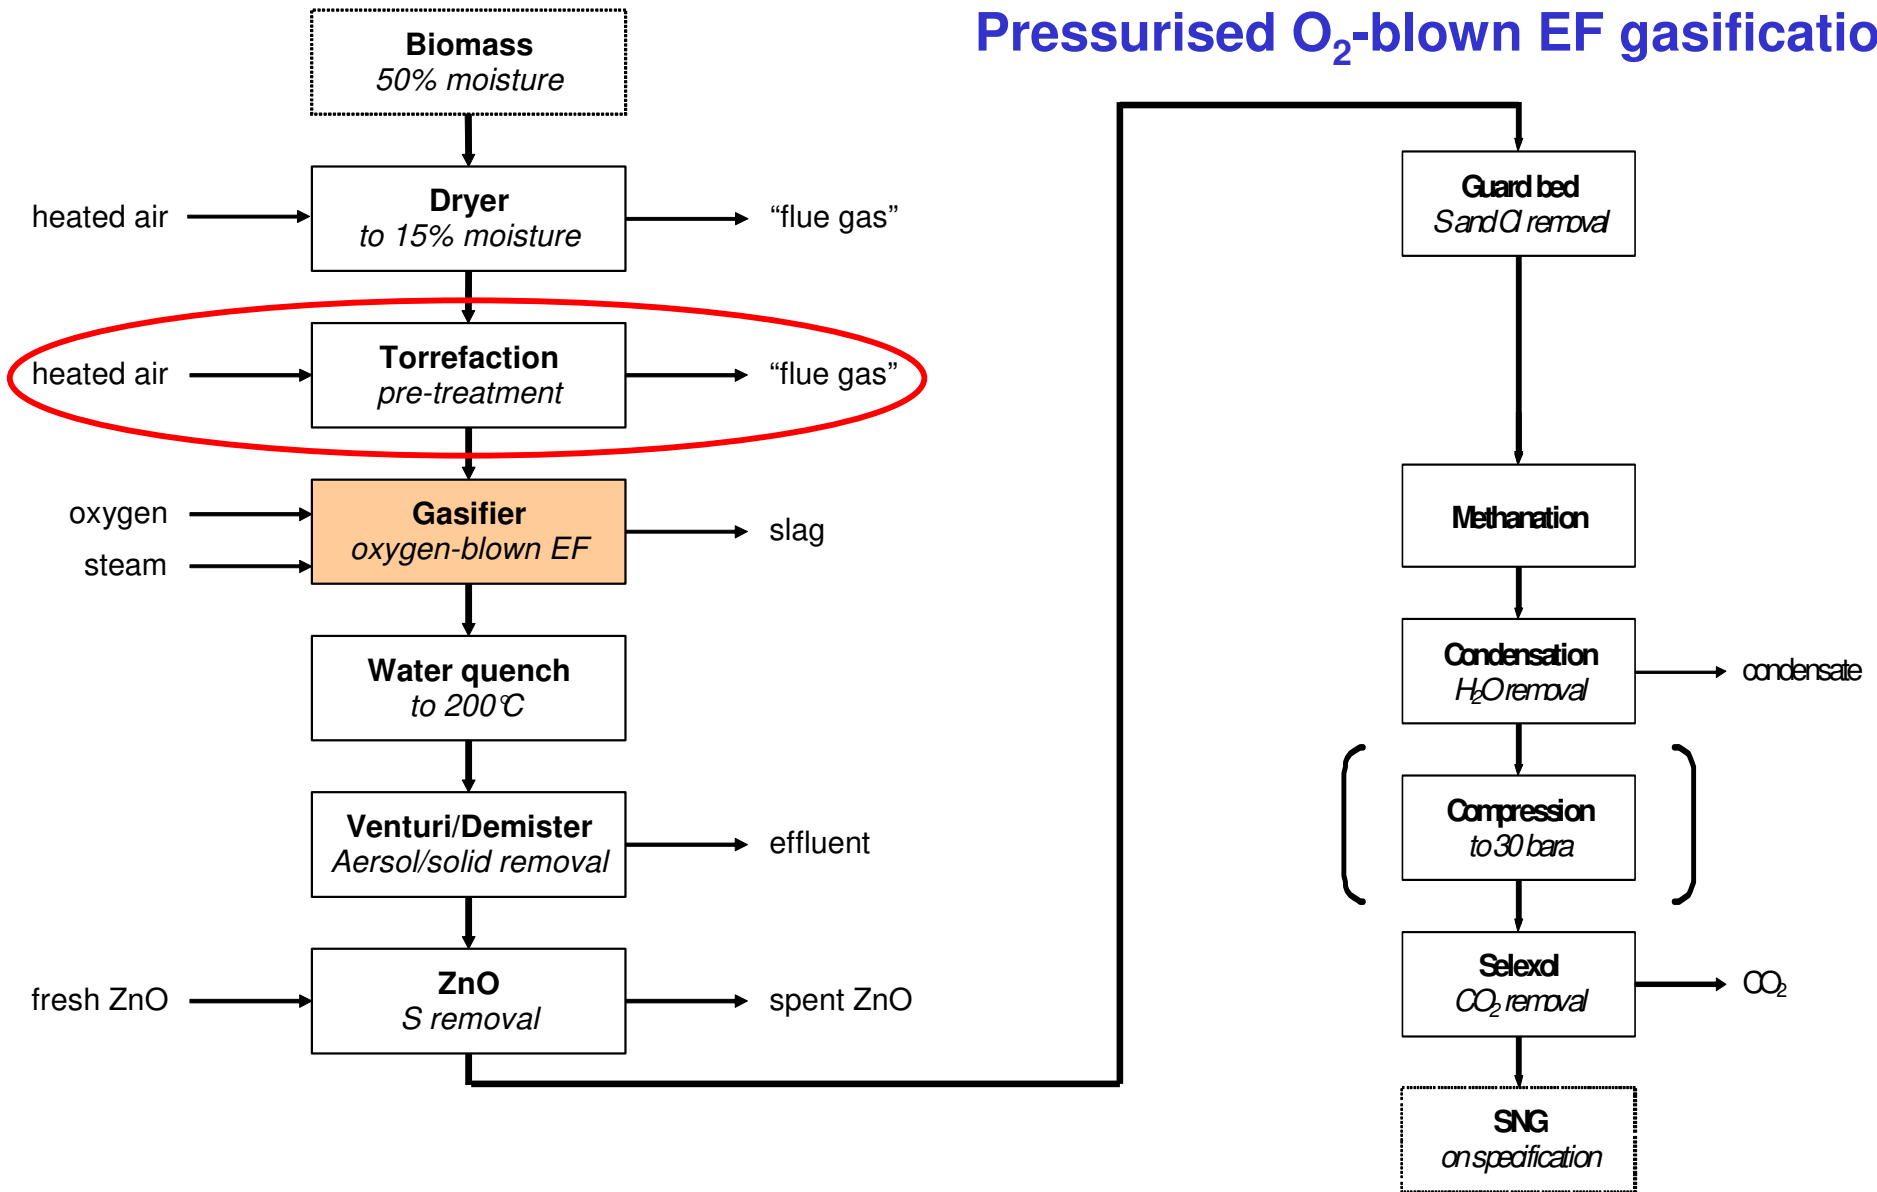 Pressurised O₂-blown EF gasificatio
Biomass
50% moisture
heated air
Dryer
to 15% moisture
“flue gas”
heated air
Torrefaction
pre-treatment
“flue gas”
oxygen
steam
Gasifier
oxygen-blown EF
slag
Water quench
to 200°C
Venturi/Demister
Aersol/solid removal
effluent
fresh ZnO
ZnO
S removal
spent ZnO
Guard bed
S and Cl removal
Methanation
Condensation
H₂O removal
condensate
Compression
to 30 bara
Selexol
CO₂ removal
CO₂
SNG
on specification